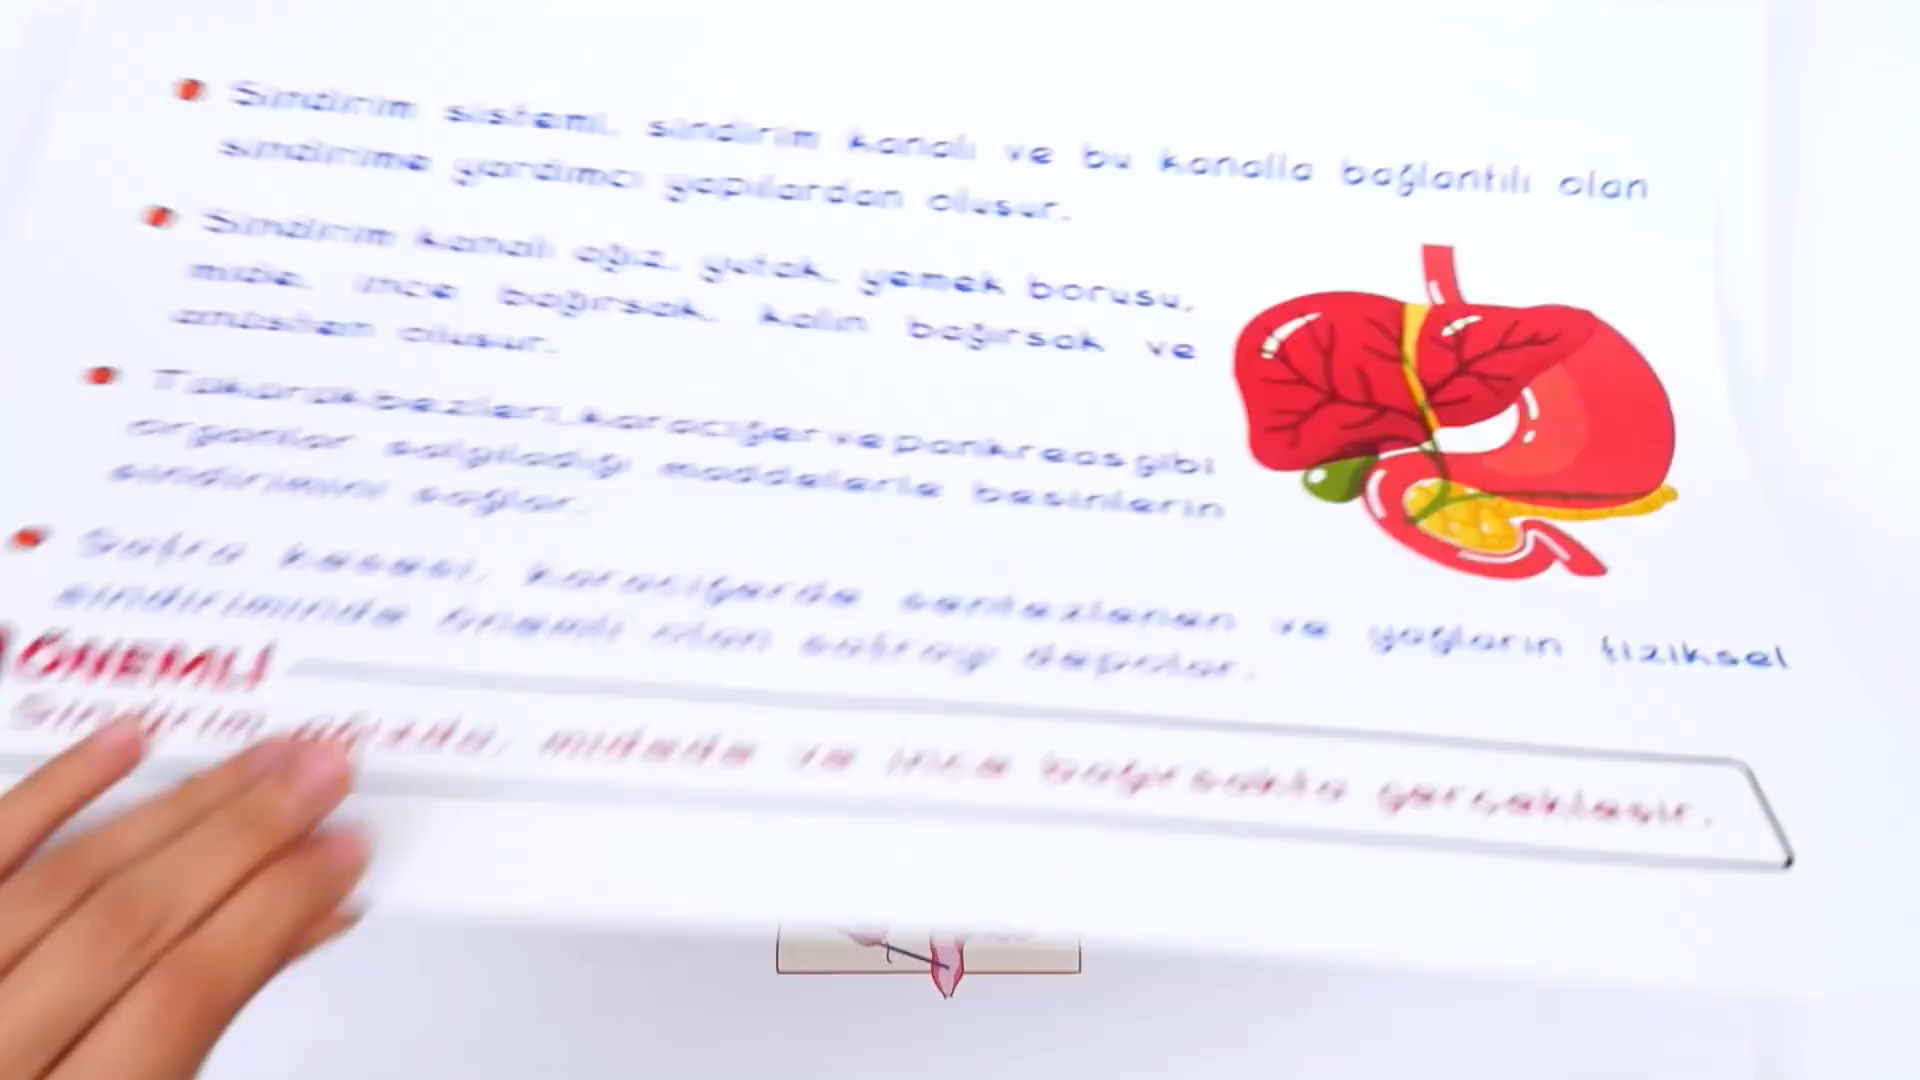 Sindirim sistemi, sindirim kanalı ve bu kanalla bağlantılı olan
sindirime yardımcı yapılardan oluşur.
Sindirim kanalı ağız, yutak, yemek borusu,
mide, ince bağırsak, kalın bağırsak ve
anüsten oluşur.
Tükürük bezleri, karaciğer ve pankreas gibi
organlar salgıladığı maddelerle besinlerin
sindirimini sağlar.
Safra kesesi, karaciğerde sentezlenen ve yağların fiziksel
sindiriminde önemli olan safrayı depolar.
ÖNEMLİ
Sindirim ağızda, midede ve ince bağırsakta gerçekleşir.